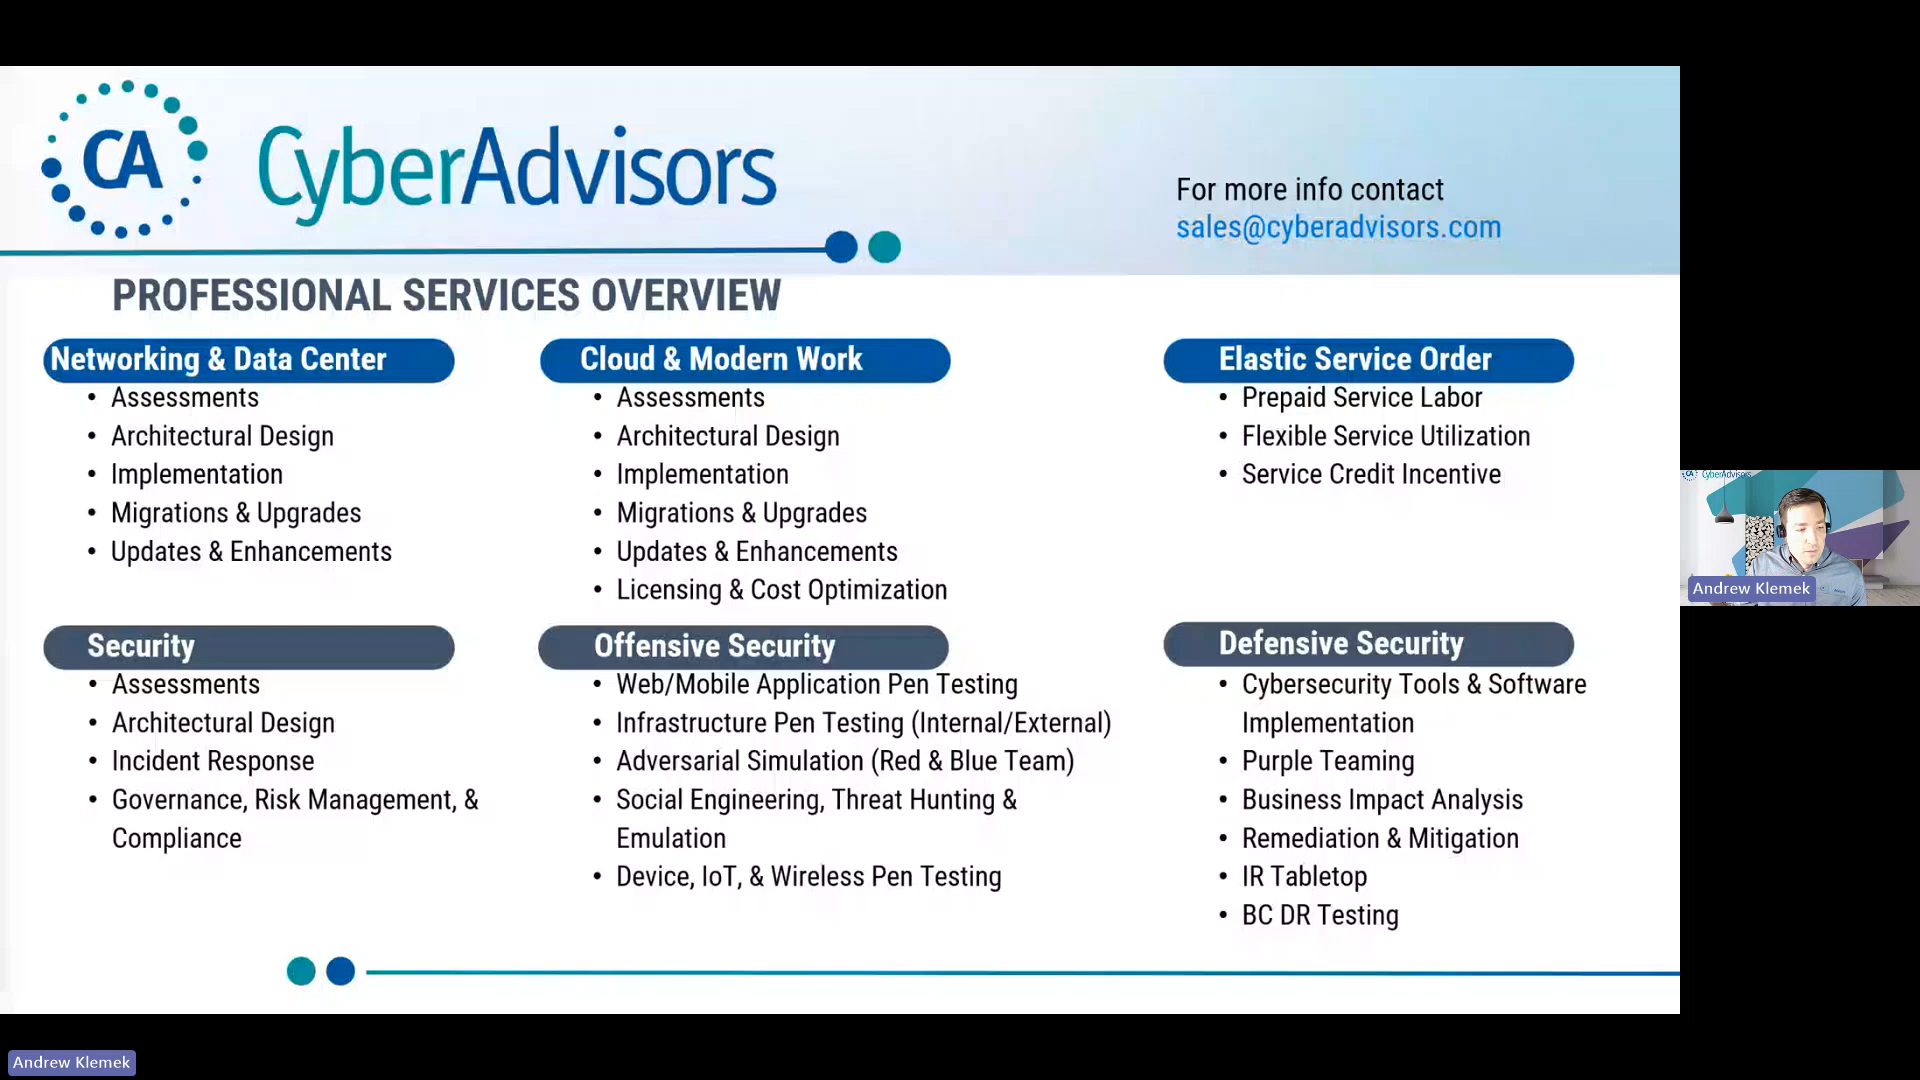 CA
CyberAdvisors
For more info contact
sales@cyberadvisors.com
PROFESSIONAL SERVICES OVERVIEW
Networking & Data Center
• Assessments
• Architectural Design
• Implementation
• Migrations & Upgrades
• Updates & Enhancements
Cloud & Modern Work
• Assessments
• Architectural Design
• Implementation
• Migrations & Upgrades
• Updates & Enhancements
• Licensing & Cost Optimization
Elastic Service Order
• Prepaid Service Labor
• Flexible Service Utilization
• Service Credit Incentive
Security
• Assessments
• Architectural Design
• Incident Response
• Governance, Risk Management, &
Compliance
Offensive Security
• Web/Mobile Application Pen Testing
• Infrastructure Pen Testing (Internal/External)
• Adversarial Simulation (Red & Blue Team)
• Social Engineering, Threat Hunting &
Emulation
• Device, IoT, & Wireless Pen Testing
Defensive Security
• Cybersecurity Tools & Software
Implementation
• Purple Teaming
• Business Impact Analysis
• Remediation & Mitigation
• IR Tabletop
• BC DR Testing
CA CyberAdvisors
Andrew Klemek
Andrew Klemek